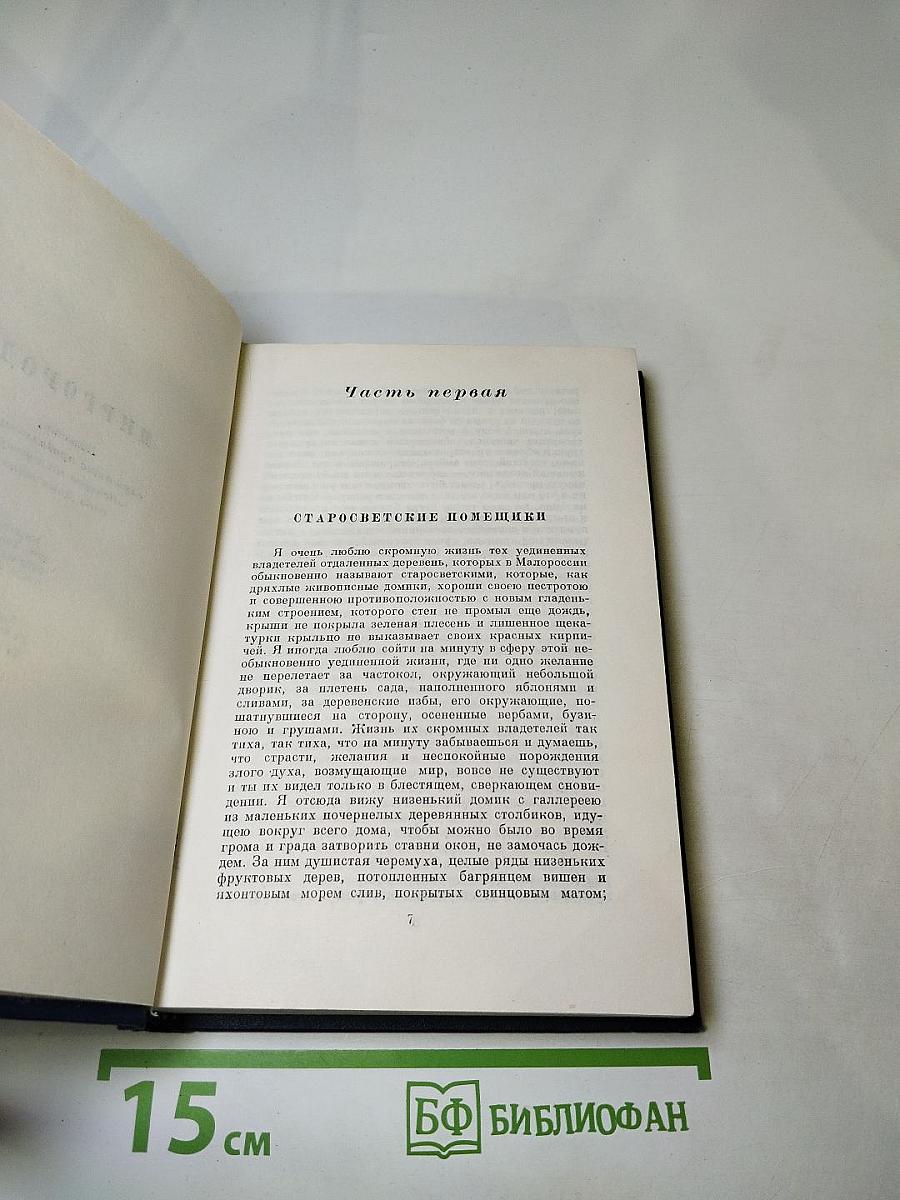 Часть первая
СТАРОСВЕТСКИЕ ПОМЕЩИКИ
Я очень люблю скромную жизнь тех уединенных
владетелей отдаленных деревень, которых в Малороссии
обыкновенно называют старосветскими, которые, как
дряхлые живописные домики, хороши своею пестротою
и совершенною противоположностью с новым гладень-
ким строением, которого стен не промыл еще дождь,
крыши не покрыла зеленая плесень и лишенное щека-
турки крыльцо не выказывает своих красных кирпи-
чей. Я иногда люблю сойти на минуту в сферу этой не-
обыкновенно уединенной жизни, где ни одно желание
не перелетает за частокол, окружающий небольшой
дворик, за плетень сада, наполненного яблонями и
сливами, за деревенские избы, его окружающие, по-
шатнувшиеся на сторону, осененные вербами, бузи-
ною и грушами. Жизнь их скромных владетелей так
тиха, так тиха, что на минуту забываешься и думаешь,
что страсти, желания и неспокойные порождения
злого духа, возмущающие мир, вовсе не существуют
и ты их видел только в блестящем, сверкающем снови-
дении. Я отсюда вижу низенький домик с галлереею
из маленьких почернелых деревянных столбиков, иду-
щею вокруг всего дома, чтобы можно было во время
грома и града затворить ставни окон, не замочась дож-
дем. За ним душистая черемуха, целые ряды низеньких
фруктовых дерев, потопленных багрянцем вишен и
яхонтовым морем слив, покрытых свинцовым матом;
7
15 см
БФ БИБЛИОФАН